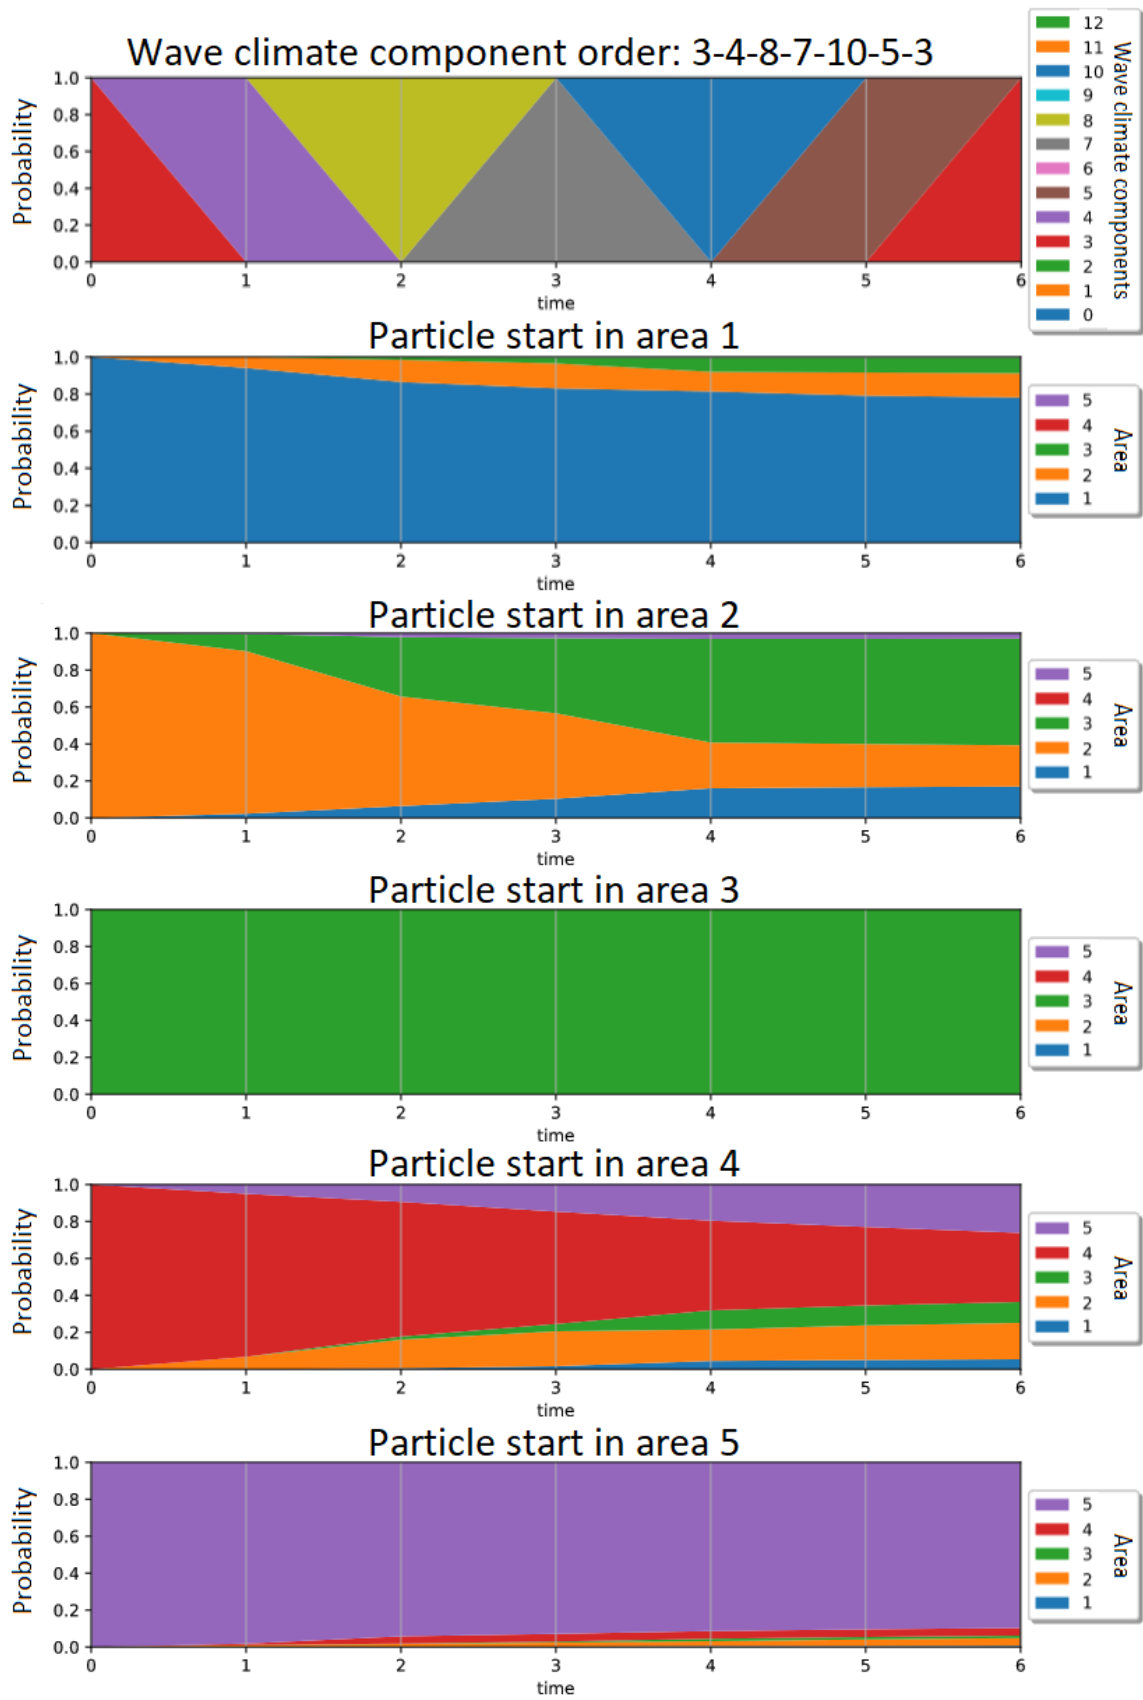 Wave climate component order: 3-4-8-7-10-5-3
Probability
1.0
0.8
0.6
0.4
0.2
0.0
0 1 2 3 4 5 6
time
12
11
10
9
8
7
6
5
4
3
2
1
0
Wave climate components
Particle start in area 1
Probability
1.0
0.8
0.6
0.4
0.2
0.0
0 1 2 3 4 5 6
time
5
4
3
2
1
Area
Particle start in area 2
Probability
1.0
0.8
0.6
0.4
0.2
0.0
0 1 2 3 4 5 6
time
5
4
3
2
1
Area
Particle start in area 3
Probability
1.0
0.8
0.6
0.4
0.2
0.0
0 1 2 3 4 5 6
time
5
4
3
2
1
Area
Particle start in area 4
Probability
1.0
0.8
0.6
0.4
0.2
0.0
0 1 2 3 4 5 6
time
5
4
3
2
1
Area
Particle start in area 5
Probability
1.0
0.8
0.6
0.4
0.2
0.0
0 1 2 3 4 5 6
time
5
4
3
2
1
Area